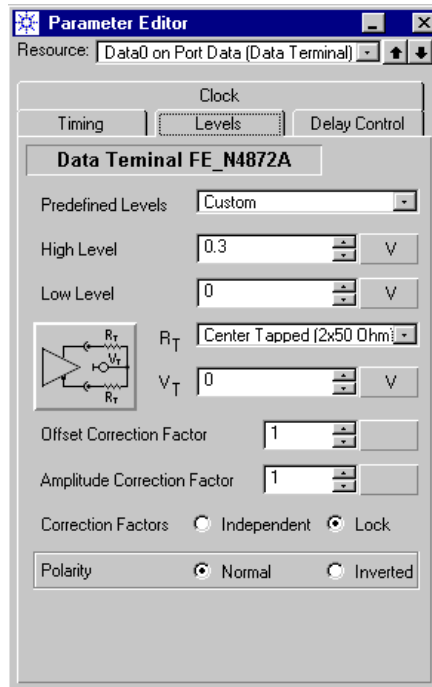 Parameter Editor
Resource: Data0 on Port Data (Data Terminal)
Clock
Timing Levels Delay Control
Data Teminal FE_N4872A
Predefined Levels Custom
High Level 0.3 V
Low Level 0 V
RT Center Tapped (2x50 Ohm)
RT
VT
RT
VT 0 V
Offset Correction Factor 1
Amplitude Correction Factor 1
Correction Factors Independent Lock
Polarity Normal Inverted